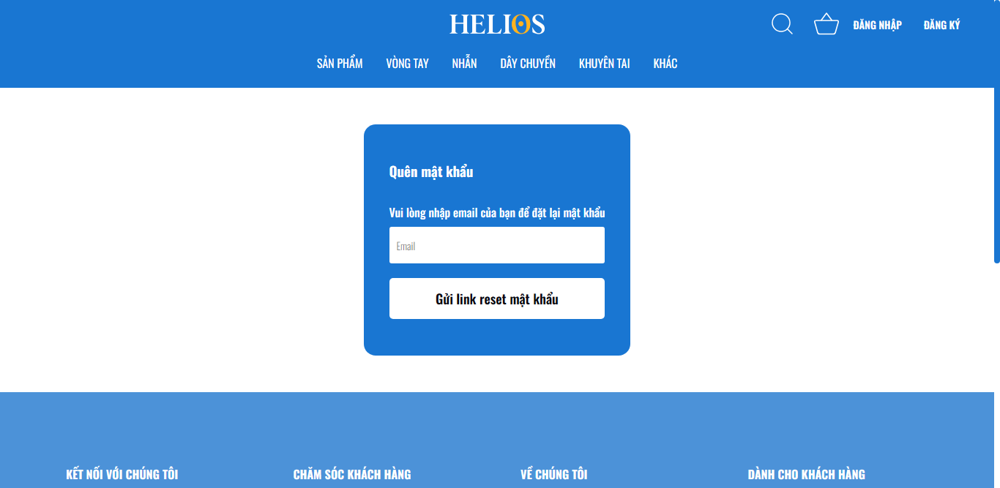 HELIOS
ĐĂNG NHẬP ĐĂNG KÝ
SẢN PHẨM VÒNG TAY NHẪN DÂY CHUYỀN KHUYÊN TAI KHÁC
Quên mật khẩu
Vui lòng nhập email của bạn để đặt lại mật khẩu
Email
Gửi link reset mật khẩu
KẾT NỐI VỚI CHÚNG TÔI CHĂM SÓC KHÁCH HÀNG VỀ CHÚNG TÔI DÀNH CHO KHÁCH HÀNG